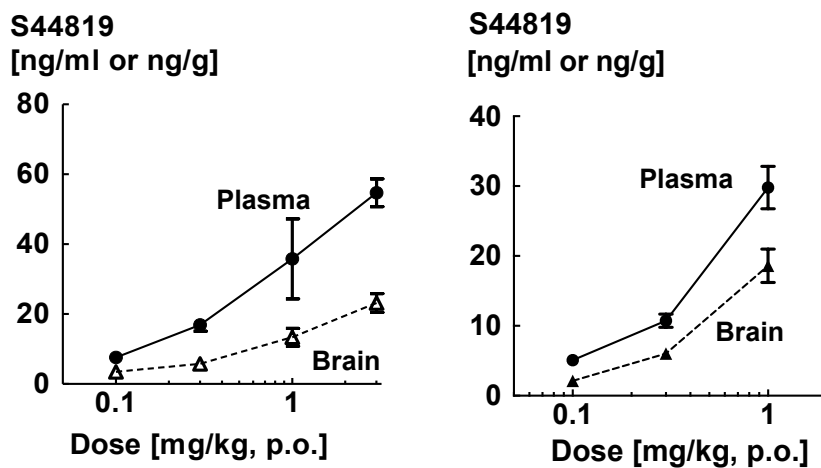 S44819
[ng/ml or ng/g]
80
60
40
20
0
Plasma
Brain
0.1
1
Dose [mg/kg, p.o.]
S44819
[ng/ml or ng/g]
40
30
20
10
0
Plasma
Brain
0.1
1
Dose [mg/kg, p.o.]